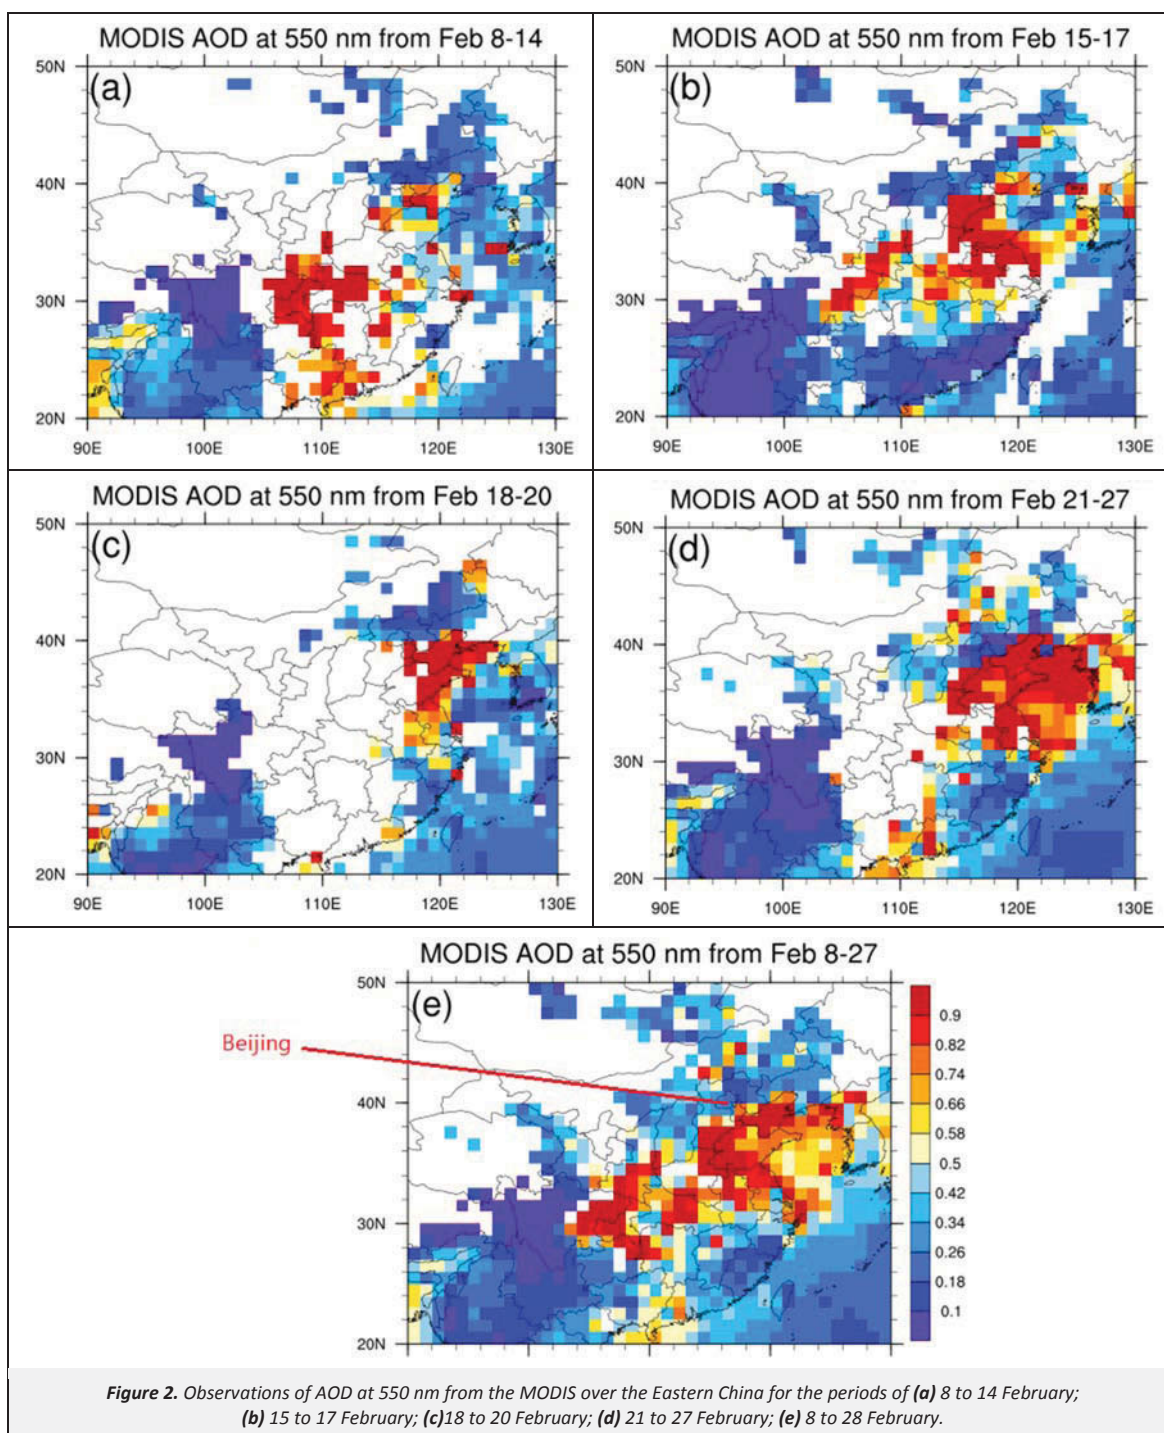 MODIS AOD at 550 nm from Feb 8-14
(a)
50N
40N
30N
20N
90E 100E 110E 120E 130E
MODIS AOD at 550 nm from Feb 15-17
(b)
50N
40N
30N
20N
90E 100E 110E 120E 130E
MODIS AOD at 550 nm from Feb 18-20
(c)
50N
40N
30N
20N
90E 100E 110E 120E 130E
MODIS AOD at 550 nm from Feb 21-27
(d)
50N
40N
30N
20N
90E 100E 110E 120E 130E
MODIS AOD at 550 nm from Feb 8-27
(e)
Beijing
50N
40N
30N
20N
90E 100E 110E 120E 130E
0.9
0.82
0.74
0.66
0.58
0.5
0.42
0.34
0.26
0.18
0.1
Figure 2. Observations of AOD at 550 nm from the MODIS over the Eastern China for the periods of (a) 8 to 14 February;
(b) 15 to 17 February; (c)18 to 20 February; (d) 21 to 27 February; (e) 8 to 28 February.